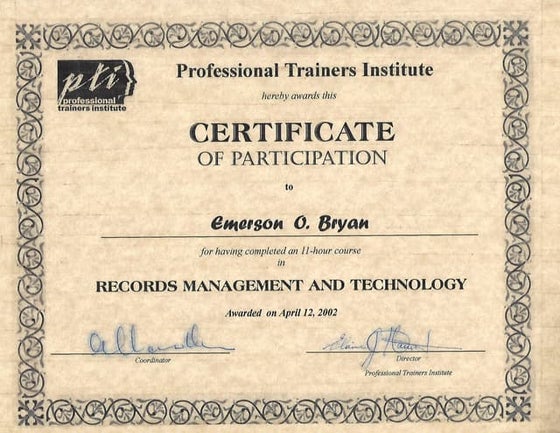 pti
professional
trainers institute
Professional Trainers Institute
hereby awards this
CERTIFICATE
OF PARTICIPATION
to
Emerson O. Bryan
for having completed an 11-hour course
in
RECORDS MANAGEMENT AND TECHNOLOGY
Awarded on April 12, 2002
Coordinator
Director
Professional Trainers Institute